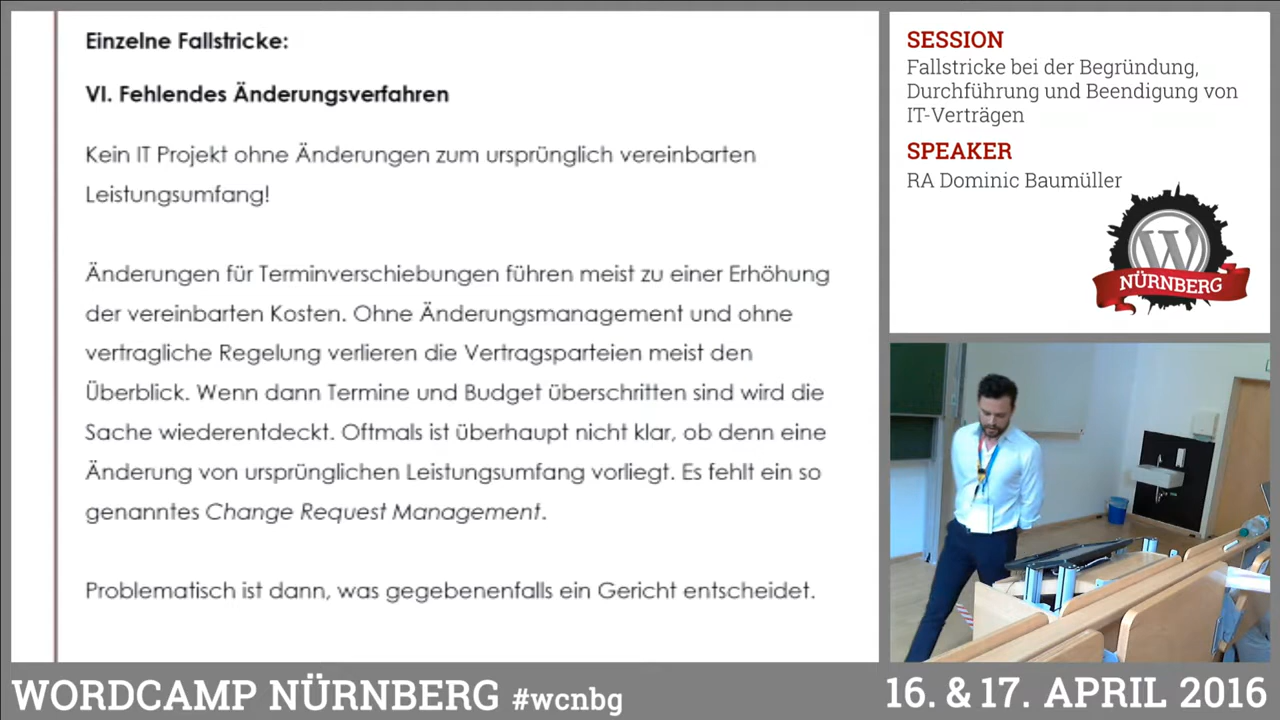 Einzelne Fallstricke:
VI. Fehlendes Änderungsverfahren
Kein IT Projekt ohne Änderungen zum ursprünglich vereinbarten
Leistungsumfang!
Änderungen für Terminverschiebungen führen meist zu einer Erhöhung
der vereinbarten Kosten. Ohne Änderungsmanagement und ohne
vertragliche Regelung verlieren die Vertragsparteien meist den
Überblick. Wenn dann Termine und Budget überschritten sind wird die
Sache wiederentdeckt. Oftmals ist überhaupt nicht klar, ob denn eine
Änderung von ursprünglichen Leistungsumfang vorliegt. Es fehlt ein so
genanntes Change Request Management.
Problematisch ist dann, was gegebenenfalls ein Gericht entscheidet.
SESSION
Fallstricke bei der Begründung,
Durchführung und Beendigung von
IT-Verträgen
SPEAKER
RA Dominic Baumüller
W
NÜRNBERG
WORDCAMP NÜRNBERG #wcnbg
16. & 17. APRIL 2016